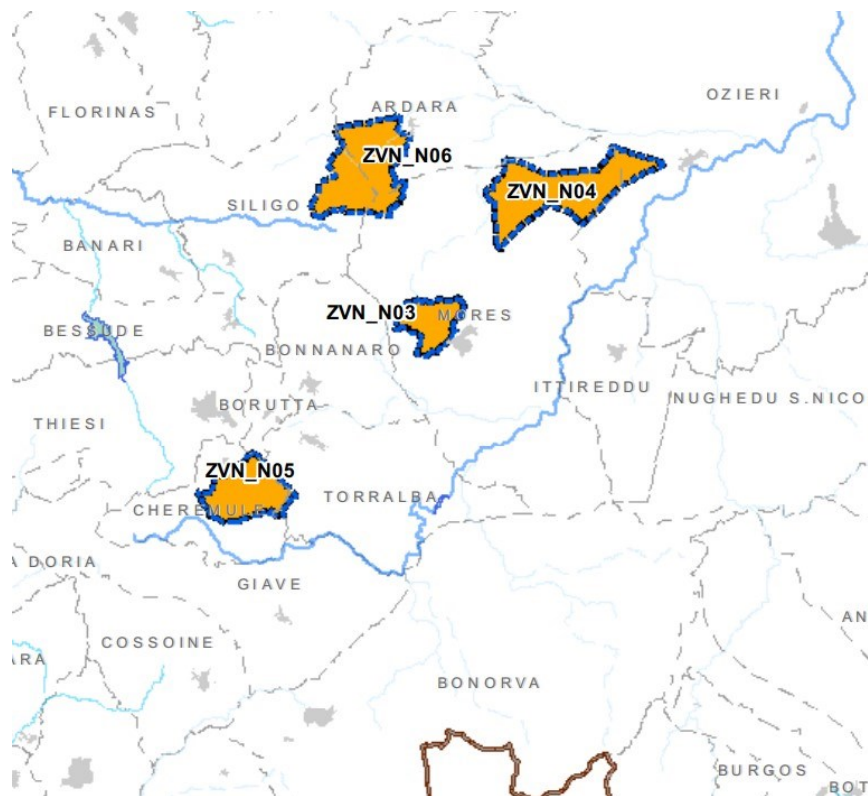 OZIERI
FLORINAS
ARDARA
ZVN_N06
ZVN_N04
SILIGO
BANARI
ZVN_N03
MORES
BESSUDE
BONNANARO
ITTIREDDU
NUGHEDU S.NICO
BORUTTA
THIESI
ZVN_N05
TORRALBA
CHEREMULE
A DORIA
GIAVE
AN
COSSOINE
ARA
BONORVA
BURGOS
BOT